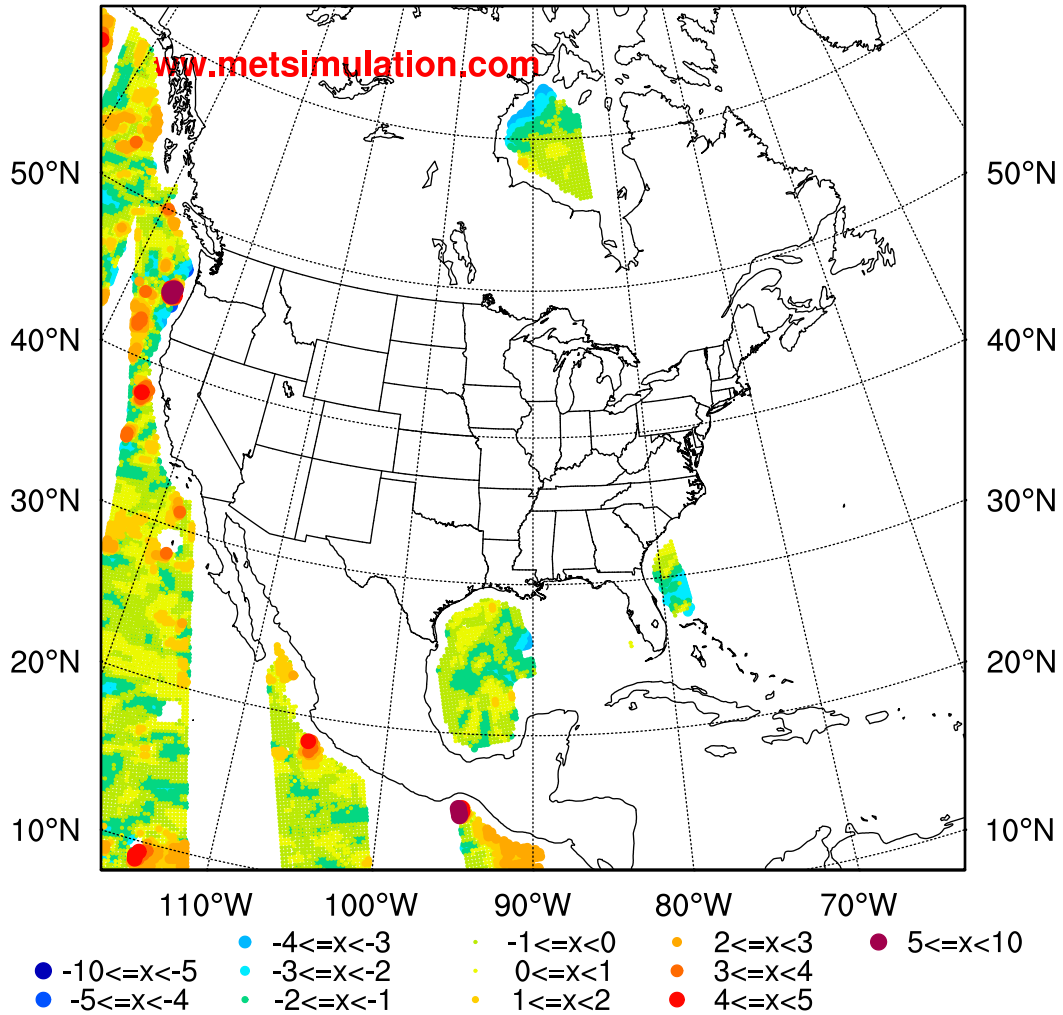 ww.metsimulation.com
50°N 50°N
40°N 40°N
30°N 30°N
20°N 20°N
10°N 10°N
110°W 100°W 90°W 80°W 70°W
-4<=x<-3 -1<=x<0 2<=x<3 5<=x<10
-10<=x<-5 -3<=x<-2 0<=x<1 3<=x<4
-5<=x<-4 -2<=x<-1 1<=x<2 4<=x<5